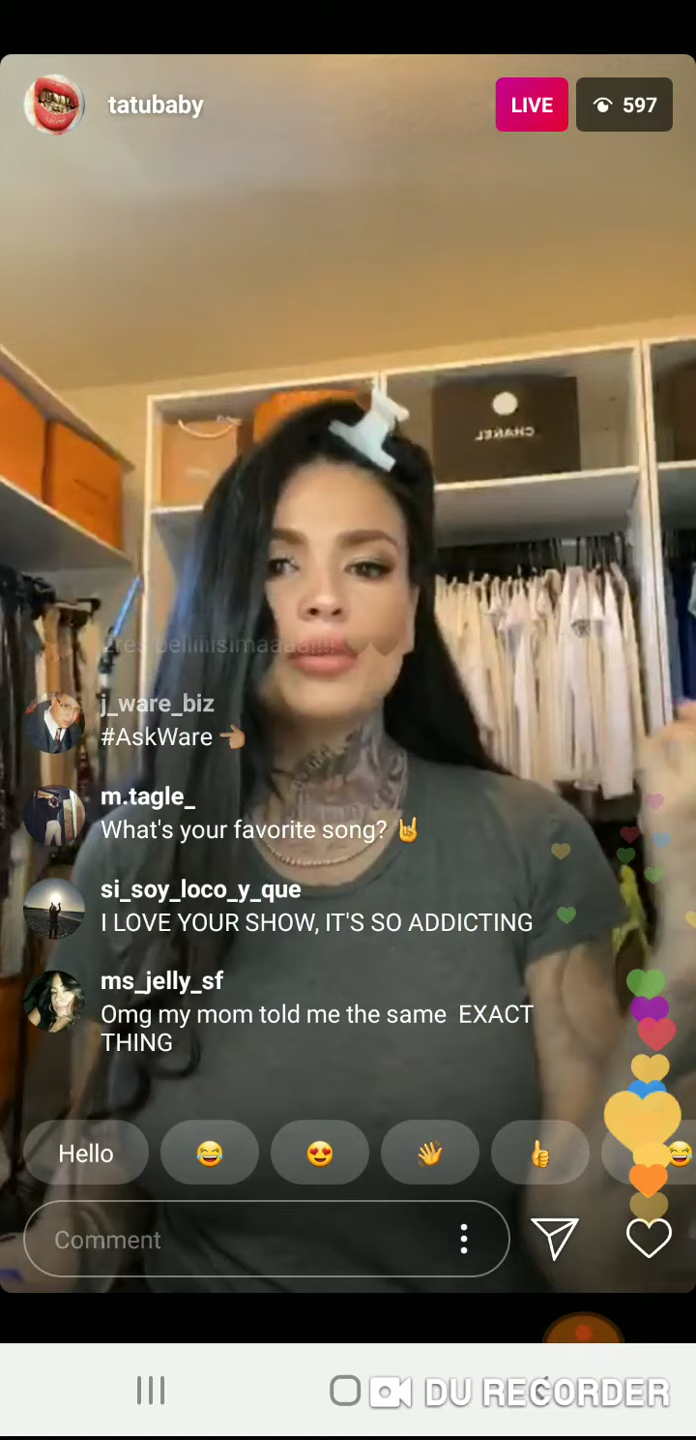 tatubaby
LIVE
597
CHANEL
j_ware_biz
#AskWare 👈
m.tagle_
What's your favorite song? 🤘
si_soy_loco_y_que
I LOVE YOUR SHOW, IT'S SO ADDICTING
ms_jelly_sf
Omg my mom told me the same EXACT
THING
Hello
Comment
DU RECORDER